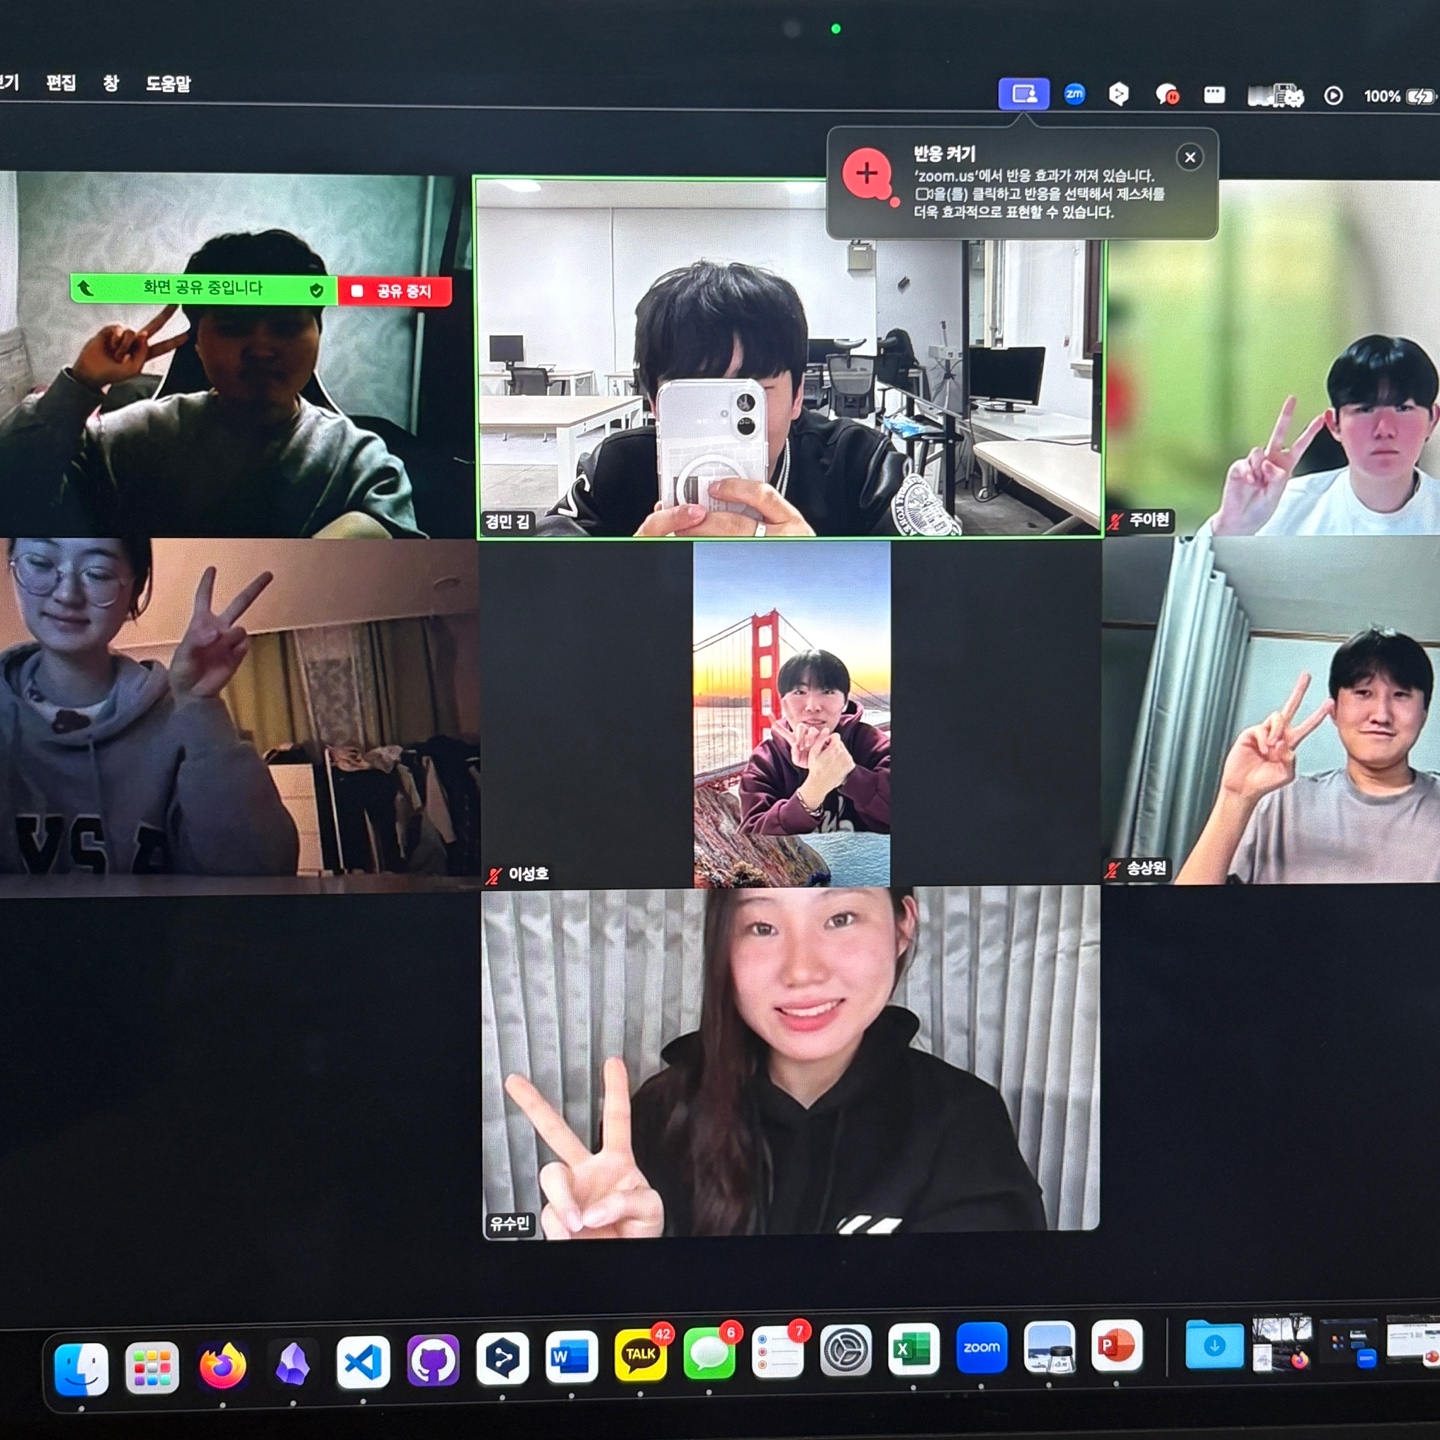 편집 창 도움말
100%
반응 켜기
'zoom.us'에서 반응 효과가 꺼져 있습니다.
을(를) 클릭하고 반응을 선택해서 제스처를
더욱 효과적으로 표현할 수 있습니다.
화면 공유 중입니다
공유 중지
경민 김
주이현
이성호
송상원
유수민
zm
VSA
W
TALK
42
6
7
X
zoom
P